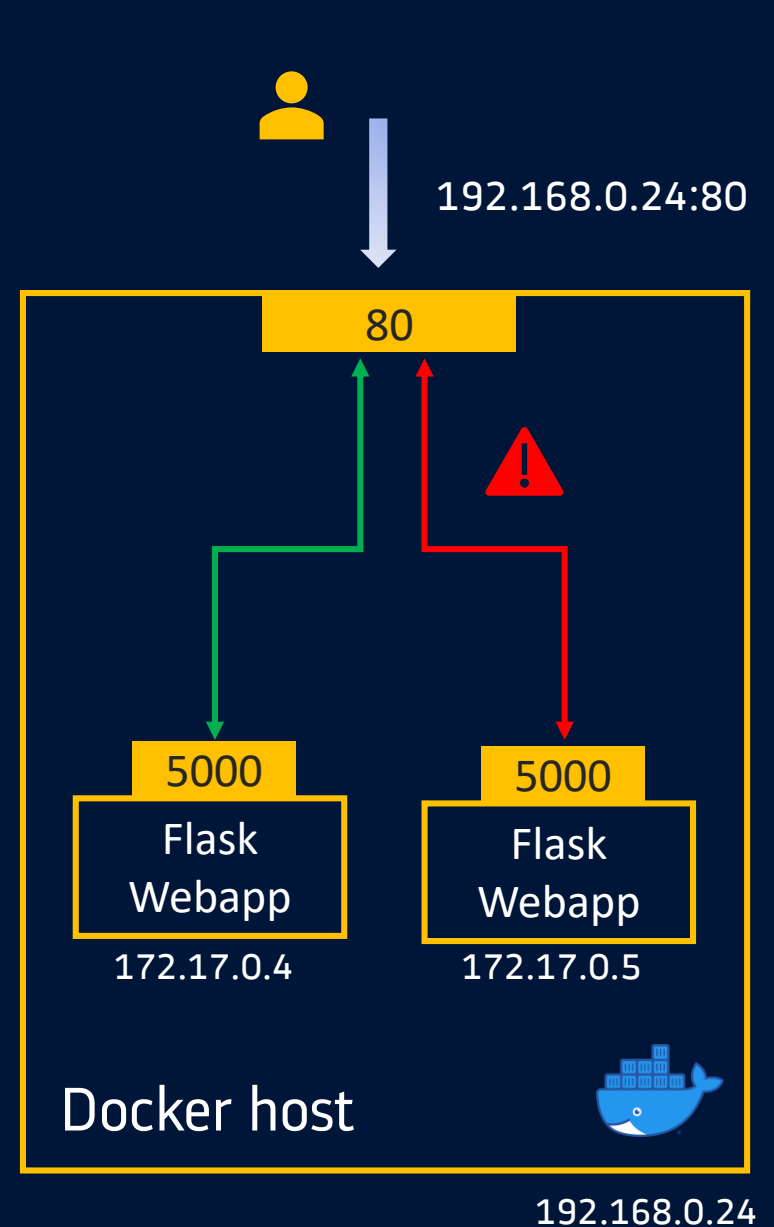 192.168.0.24:80
80
5000
5000
Flask
Webapp
Flask
Webapp
172.17.0.4
172.17.0.5
Docker host
192.168.0.24